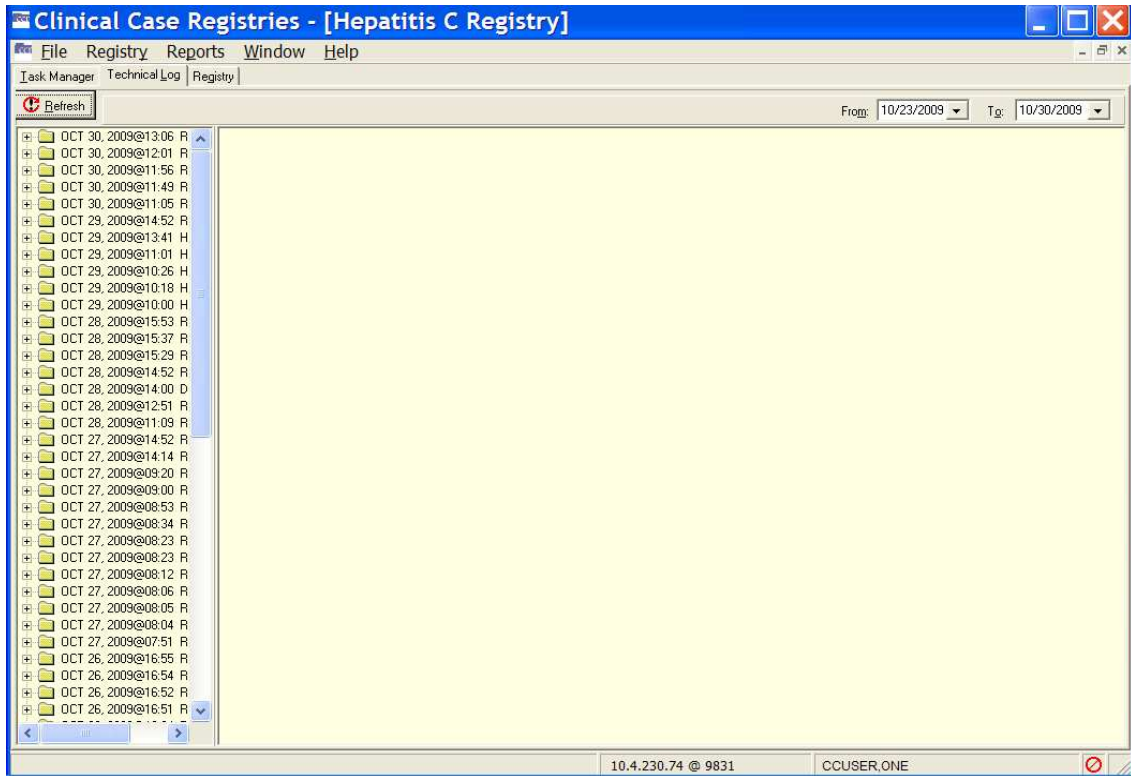 Clinical Case Registries - [Hepatitis C Registry]
File Registry Reports Window Help
Task Manager Technical Log Registry
Refresh From: 10/23/2009 To: 10/30/2009
OCT 30, 2009@13:06 R
OCT 30, 2009@12:01 R
OCT 30, 2009@11:56 R
OCT 30, 2009@11:49 R
OCT 30, 2009@11:05 R
OCT 29, 2009@14:52 R
OCT 29, 2009@13:41 H
OCT 29, 2009@11:01 H
OCT 29, 2009@10:26 H
OCT 29, 2009@10:18 H
OCT 29, 2009@10:00 H
OCT 28, 2009@15:53 R
OCT 28, 2009@15:37 R
OCT 28, 2009@15:29 R
OCT 28, 2009@14:52 R
OCT 28, 2009@14:00 D
OCT 28, 2009@12:51 R
OCT 28, 2009@11:09 R
OCT 27, 2009@14:52 R
OCT 27, 2009@14:14 R
OCT 27, 2009@09:20 R
OCT 27, 2009@09:00 R
OCT 27, 2009@08:53 R
OCT 27, 2009@08:34 R
OCT 27, 2009@08:23 R
OCT 27, 2009@08:23 R
OCT 27, 2009@08:12 R
OCT 27, 2009@08:06 R
OCT 27, 2009@08:05 R
OCT 27, 2009@08:04 R
OCT 27, 2009@07:51 R
OCT 26, 2009@16:55 R
OCT 26, 2009@16:54 R
OCT 26, 2009@16:52 R
OCT 26, 2009@16:51 R
10.4.230.74 @ 9831 CCUSER,ONE